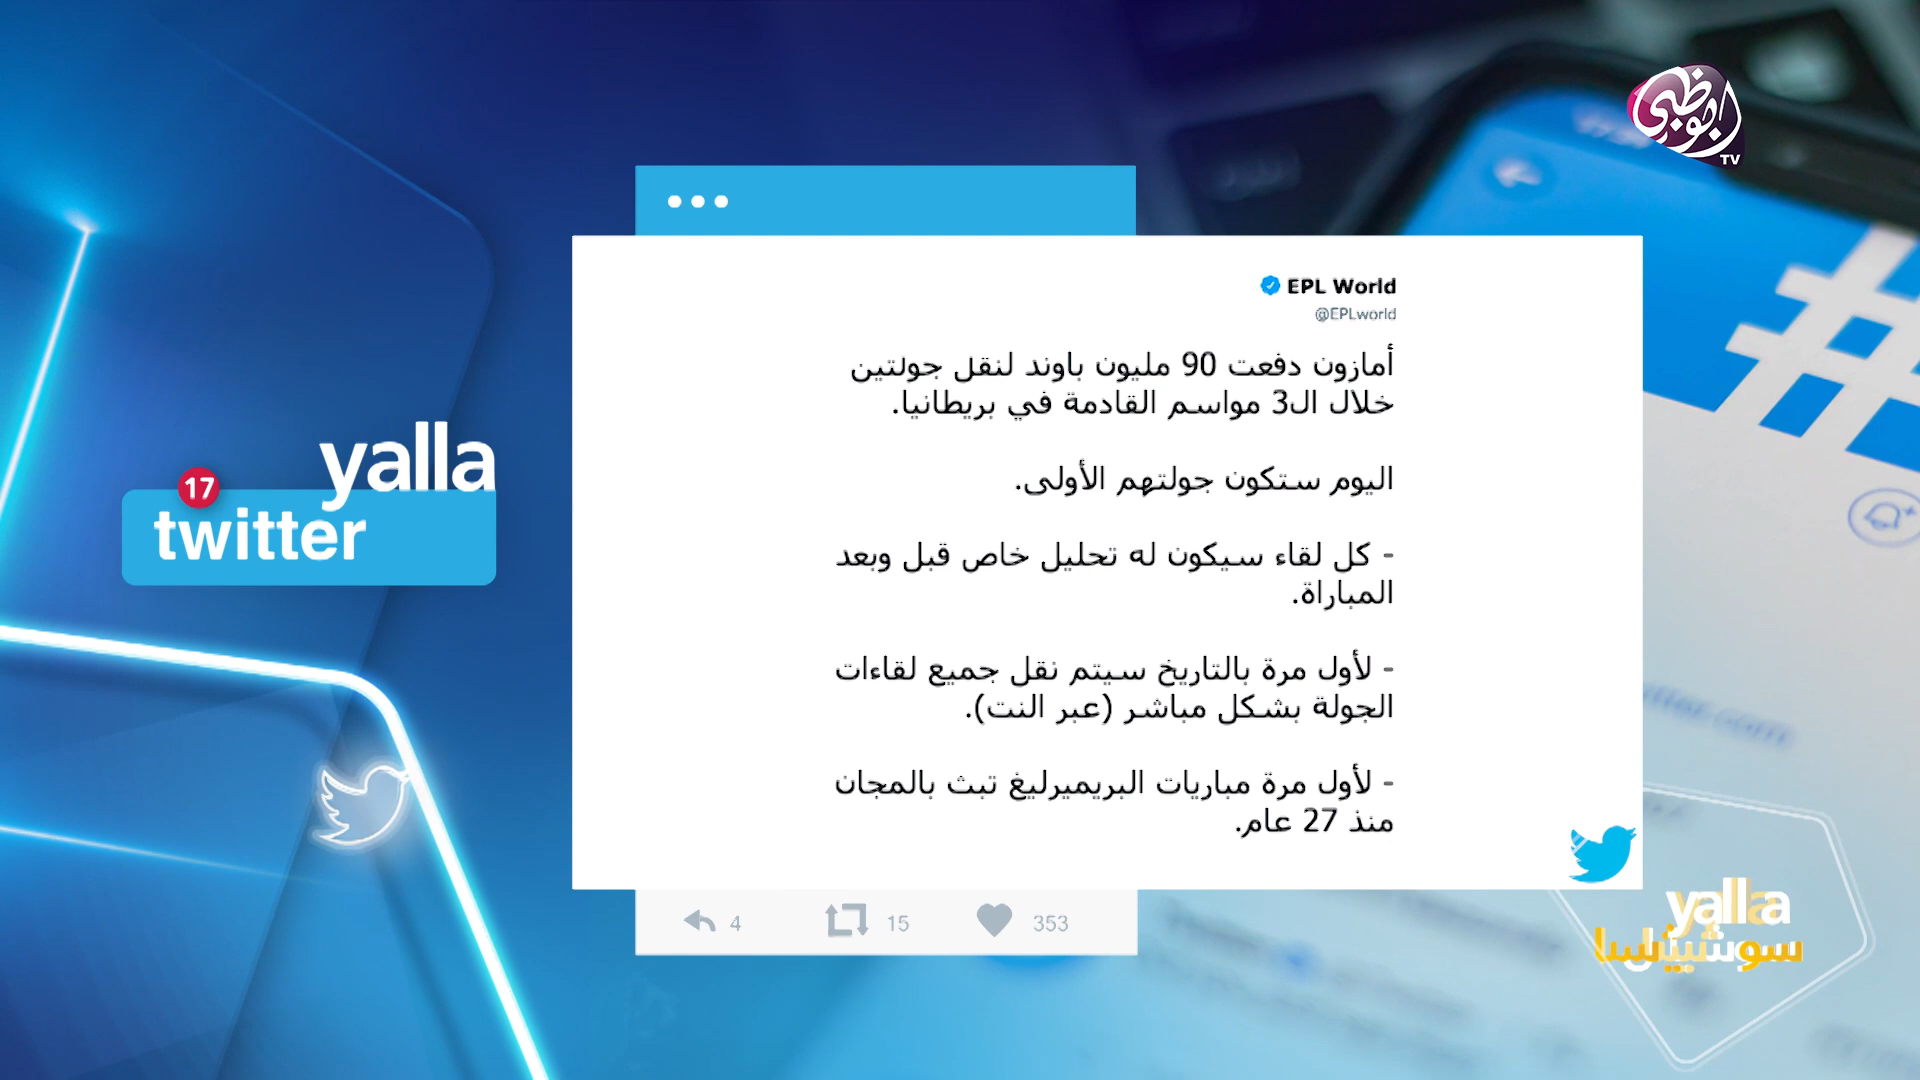 أبوظبي
TV
EPL World
@EPLworld
أمازون دفعت 90 مليون باوند لنقل جولتين
خلال ال3 مواسم القادمة في بريطانيا.
اليوم ستكون جولتهم الأولى.
- كل لقاء سيكون له تحليل خاص قبل وبعد
المباراة.
- لأول مرة بالتاريخ سيتم نقل جميع لقاءات
الجولة بشكل مباشر (عبر النت).
- لأول مرة مباريات البريميرليغ تبث بالمجان
منذ 27 عام.
4
15
353
yalla
17
twitter
#
yalla